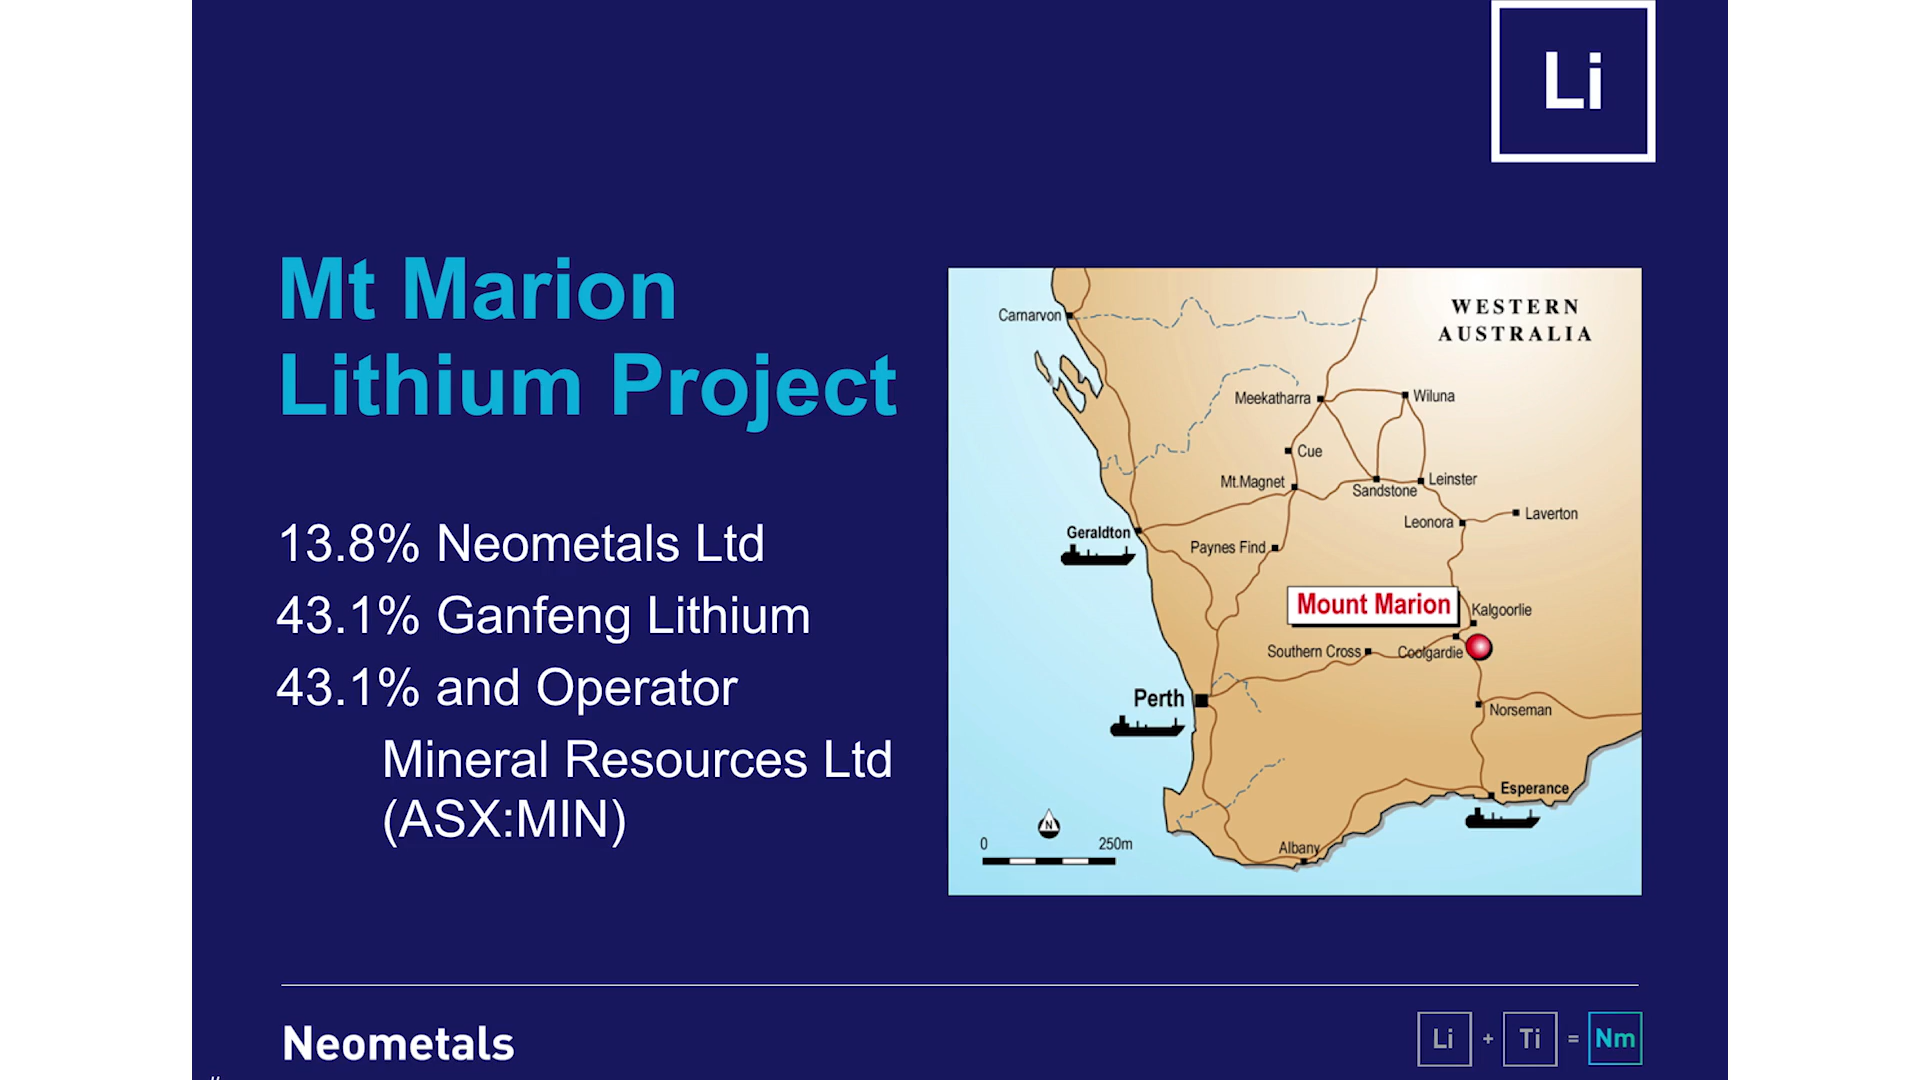 Li
Mt Marion
Lithium Project
13.8% Neometals Ltd
43.1% Ganfeng Lithium
43.1% and Operator
Mineral Resources Ltd
(ASX:MIN)
WESTERN
AUSTRALIA
Carnarvon
Meekatharra
Wiluna
Cue
Mt.Magnet
Sandstone
Leinster
Leonora
Laverton
Geraldton
Paynes Find
Mount Marion
Kalgoorlie
Southern Cross
Coolgardie
Perth
Norseman
Esperance
N
0 250m
Albany
Neometals
Li + Ti = Nm